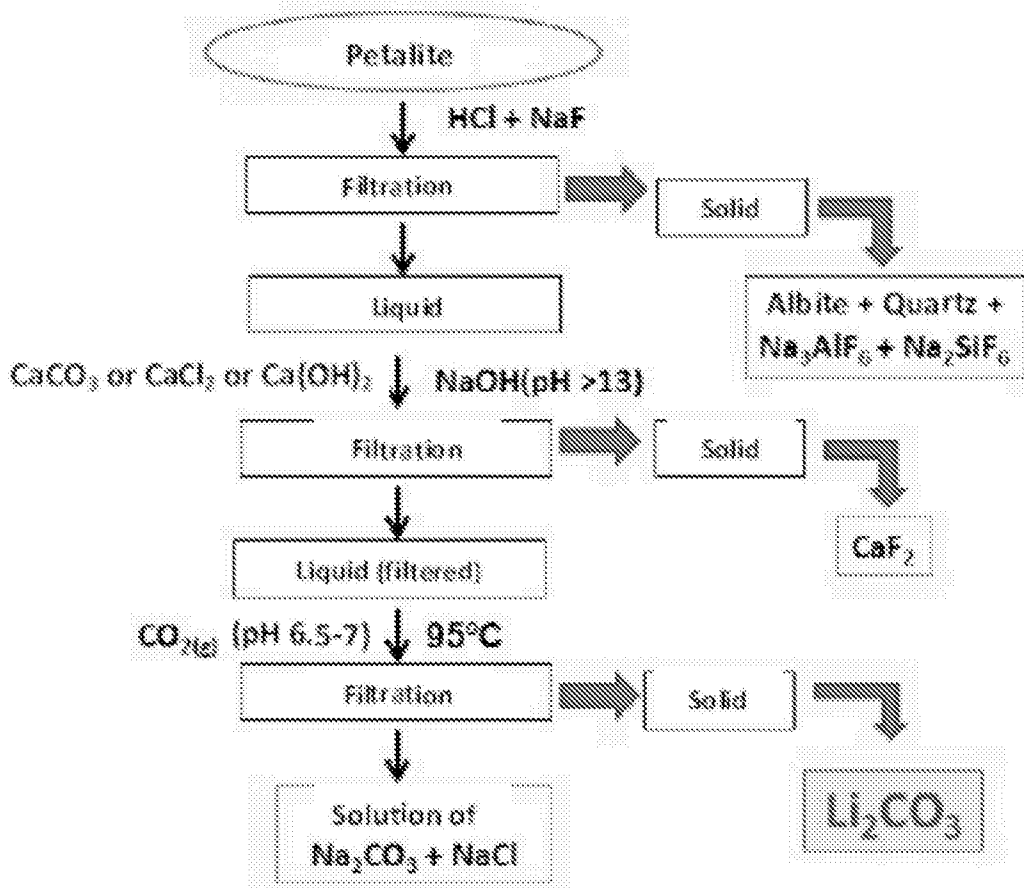 Petalite
HCl + NaF
Filtration
Solid
Liquid
Albite + Quartz +
Na₃AlF₆ + Na₂SiF₆
CaCO₃ or CaCl₂ or Ca(OH)₂
NaOH(pH >13)
Filtration
Solid
CaF₂
Liquid (filtered)
CO₂(g) (pH 6.5-7)
95°C
Filtration
Solid
Li₂CO₃
Solution of
Na₂CO₃ + NaCl